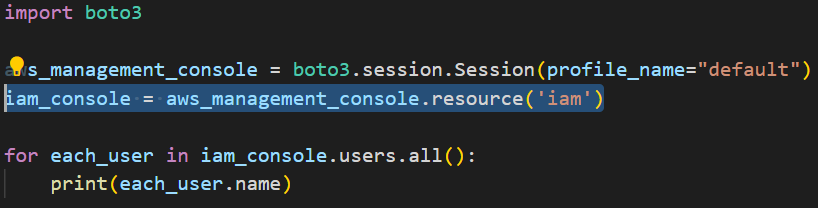 import boto3
aws_management_console = boto3.session.Session(profile_name="default")
iam_console = aws_management_console.resource('iam')
for each_user in iam_console.users.all():
    print(each_user.name)